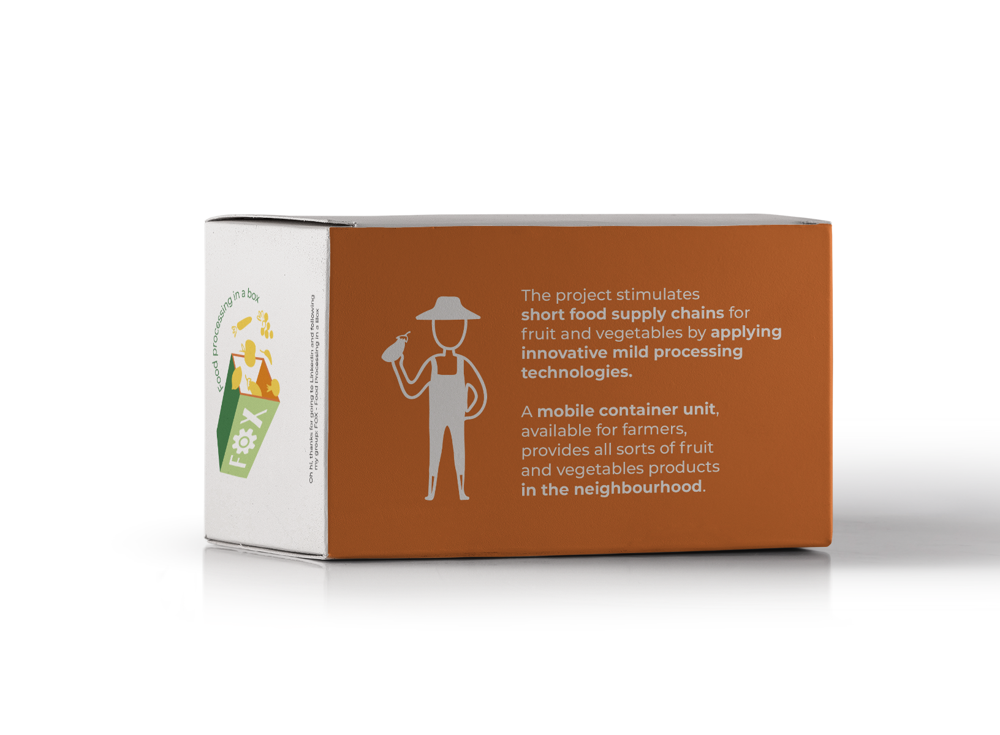 Food processing in a box
FOX
Oh hi, thanks for going to Linkedin and following
my group: FOX - Food Processing in a Box
The project stimulates
short food supply chains for
fruit and vegetables by applying
innovative mild processing
technologies.
A mobile container unit,
available for farmers,
provides all sorts of fruit
and vegetables products
in the neighbourhood.